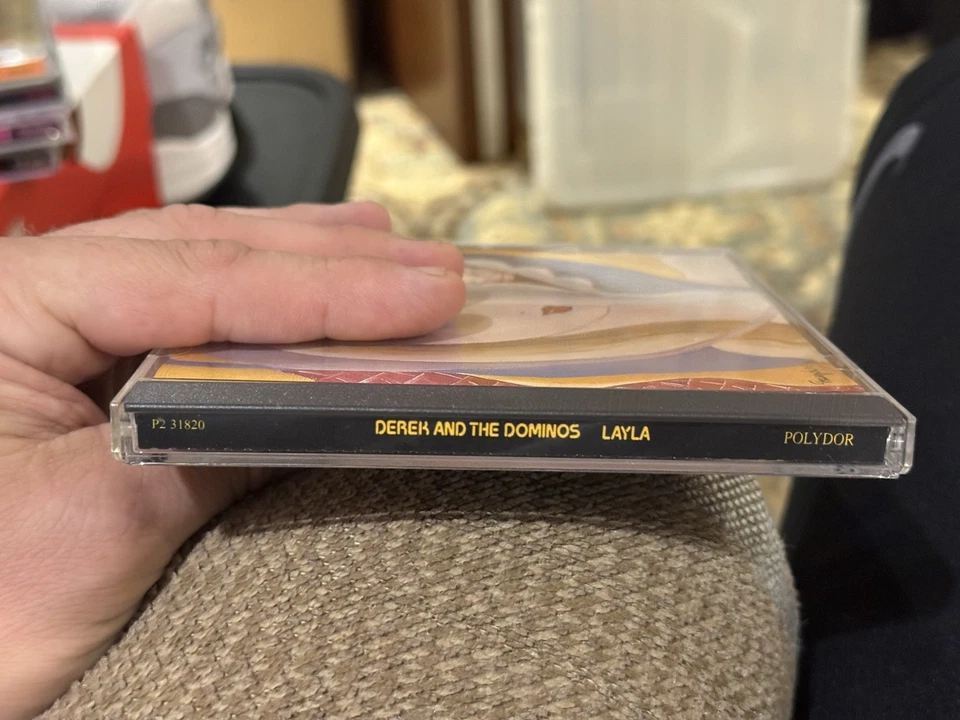 P2 31820 DEREK AND THE DOMINOS LAYLA POLYDOR